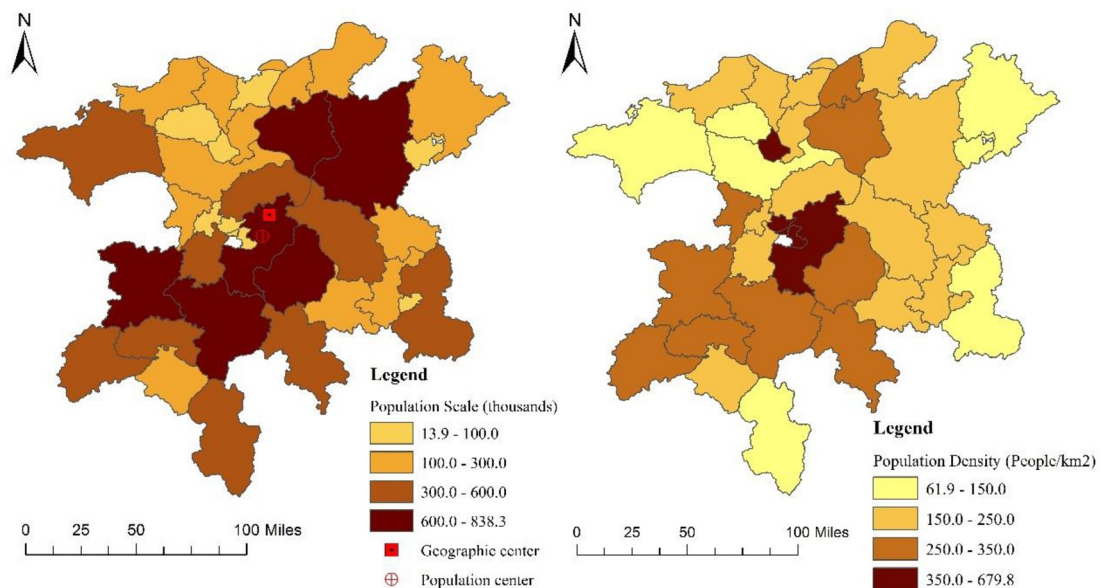 N
Legend
Population Scale (thousands)
13.9 - 100.0
100.0 - 300.0
300.0 - 600.0
600.0 - 838.3
Geographic center
Population center
0 25 50 100 Miles
N
Legend
Population Density (People/km2)
61.9 - 150.0
150.0 - 250.0
250.0 - 350.0
350.0 - 679.8
0 25 50 100 Miles